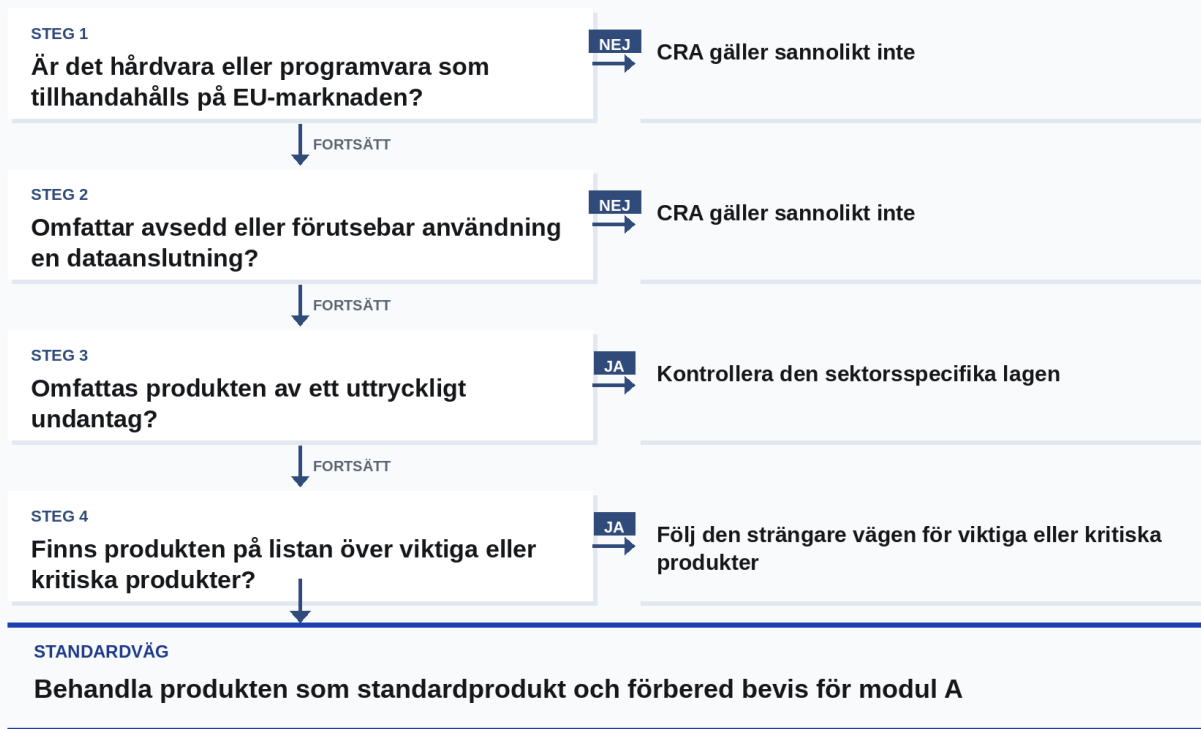 STEG 1
Är det hårdvara eller programvara som
tillhandahålls på EU-marknaden?
NEJ
CRA gäller sannolikt inte
FORTSÄTT
STEG 2
Omfattar avsedd eller förutsebar användning
en dataanslutning?
NEJ
CRA gäller sannolikt inte
FORTSÄTT
STEG 3
Omfattas produkten av ett uttryckligt
undantag?
JA
Kontrollera den sektorsspecifika lagen
FORTSÄTT
STEG 4
Finns produkten på listan över viktiga eller
kritiska produkter?
JA
Följ den strängare vägen för viktiga eller kritiska
produkter
STANDARDVÄG
Behandla produkten som standardprodukt och förbered bevis för modul A